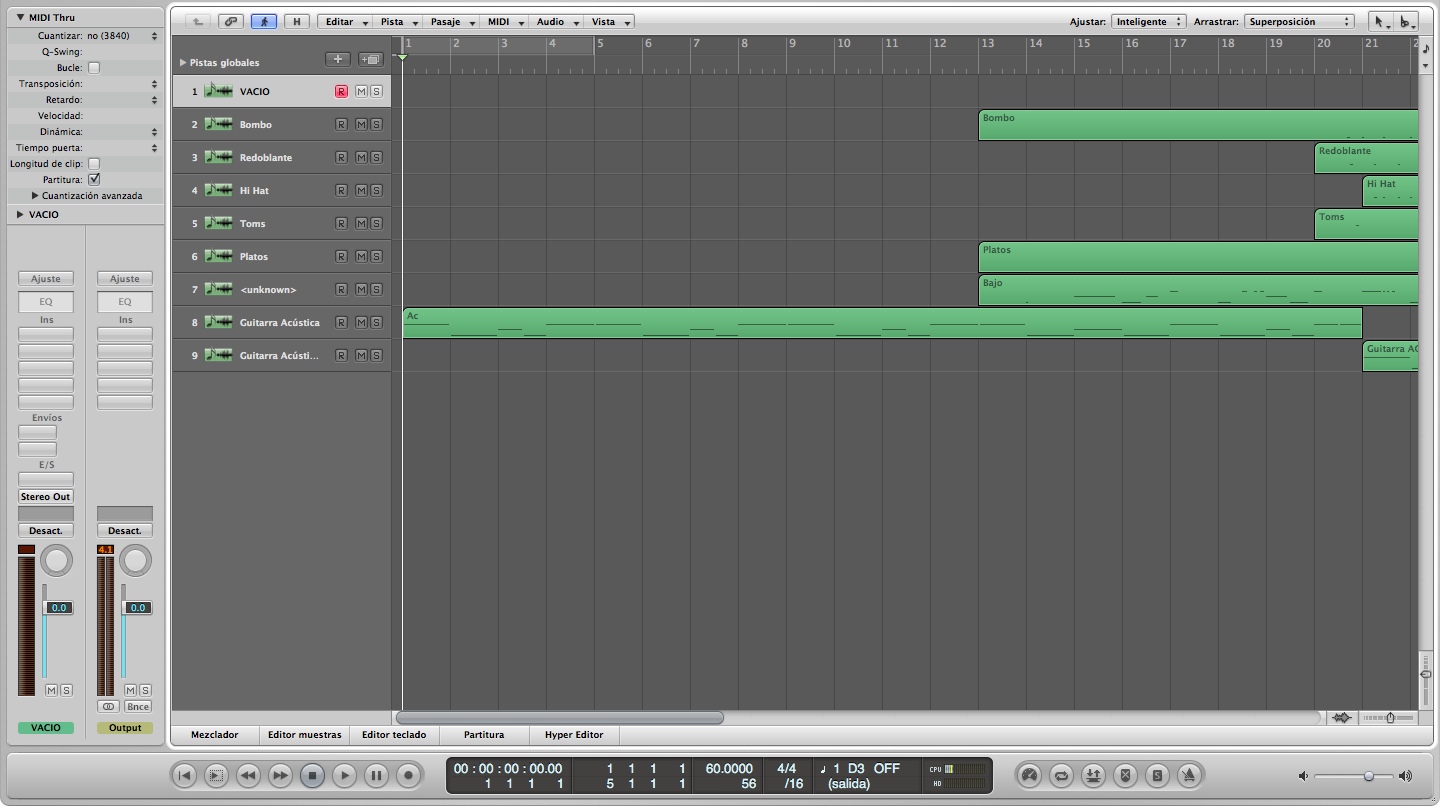 MIDI Thru
Cuantizar: no (3840)
Q-Swing:
Bucle:
Transposición:
Retardo:
Velocidad:
Dinámica:
Tiempo puerta:
Longitud de clip:
Partitura:
Cuantización avanzada
VACIO
Ajuste Ajuste
EQ EQ
Ins Ins
Envíos
E/S
Stereo Out
Desact. Desact.
4.1
0.0 0.0
M S M S
Bnce
VACIO Output
H Editar Pista Pasaje MIDI Audio Vista Ajustar: Inteligente Arrastrar: Superposición
1 2 3 4 5 6 7 8 9 10 11 12 13 14 15 16 17 18 19 20 21
Pistas globales
1 VACIO R M S
2 Bombo R M S Bombo
3 Redoblante R M S Redoblante
4 Hi Hat R M S Hi Hat
5 Toms R M S Toms
6 Platos R M S Platos
7 <unknown> R M S Bajo
8 Guitarra Acústica R M S Ac
9 Guitarra Acústi... R M S Guitarra AC
Mezclador Editor muestras Editor teclado Partitura Hyper Editor
00 : 00 : 00 : 00.00 1 1 1 1 60.0000 4/4 1 D3 OFF CPU
1 1 1 1 5 1 1 1 56 /16 (salida) HD
S